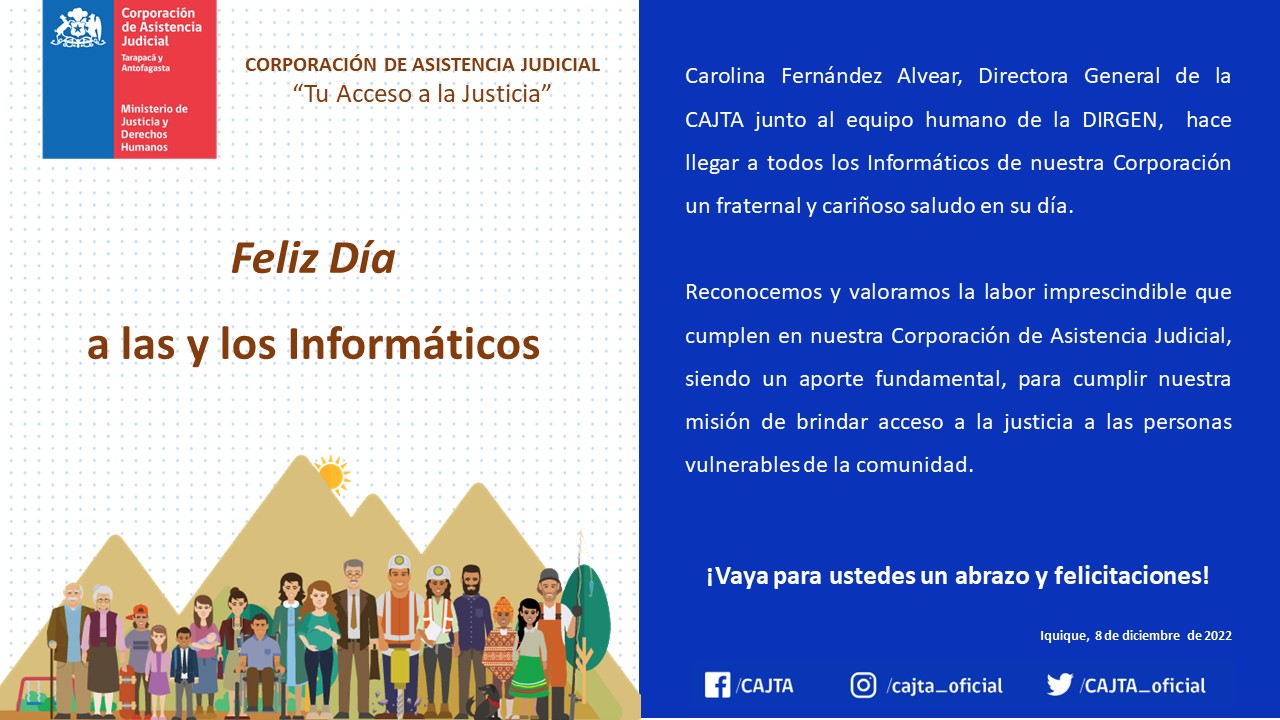 Corporación
de Asistencia
Judicial
Tarapacá y
Antofagasta
Ministerio de
Justicia y
Derechos
Humanos
CORPORACIÓN DE ASISTENCIA JUDICIAL
“Tu Acceso a la Justicia”
Feliz Día
a las y los Informáticos
Carolina Fernández Alvear, Directora General de la
CAJTA junto al equipo humano de la DIRGEN, hace
llegar a todos los Informáticos de nuestra Corporación
un fraternal y cariñoso saludo en su día.
Reconocemos y valoramos la labor imprescindible que
cumplen en nuestra Corporación de Asistencia Judicial,
siendo un aporte fundamental, para cumplir nuestra
misión de brindar acceso a la justicia a las personas
vulnerables de la comunidad.
¡Vaya para ustedes un abrazo y felicitaciones!
Iquique, 8 de diciembre de 2022
/CAJTA
/cajta_oficial
/CAJTA_oficial